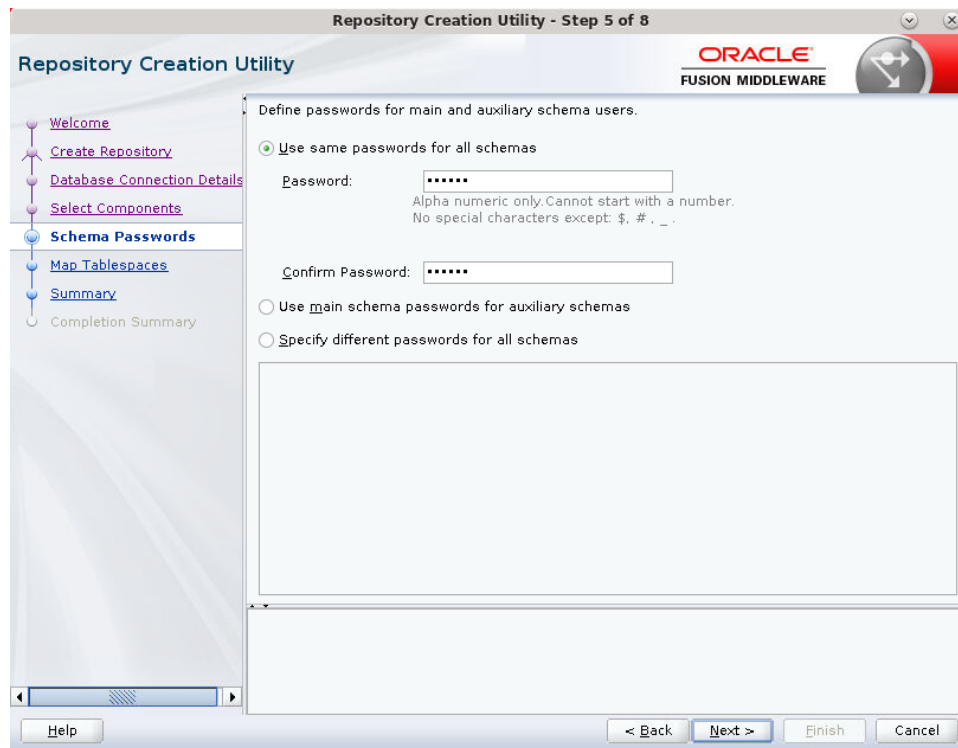 Repository Creation Utility - Step 5 of 8
Repository Creation Utility
ORACLE
FUSION MIDDLEWARE
Welcome
Create Repository
Database Connection Details
Select Components
Schema Passwords
Map Tablespaces
Summary
Completion Summary
Define passwords for main and auxiliary schema users.
Use same passwords for all schemas
Password: ••••••
Alpha numeric only.Cannot start with a number.
No special characters except: $, # , _ .
Confirm Password: ••••••
Use main schema passwords for auxiliary schemas
Specify different passwords for all schemas
Help
< Back
Next >
Finish
Cancel